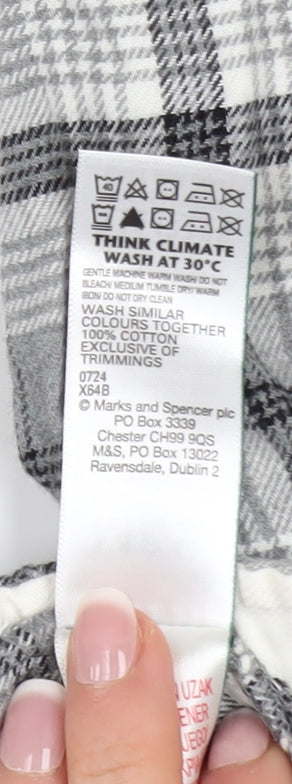 40
THINK CLIMATE
WASH AT 30°C
GENTLE MACHINE WARM WASH/ DO NOT
BLEACH/ MEDIUM TUMBLE DRY/ WARM
IRON/ DO NOT DRY CLEAN
WASH SIMILAR
COLOURS TOGETHER
100% COTTON
EXCLUSIVE OF
TRIMMINGS
0724
X64B
© Marks and Spencer plc
PO Box 3339
Chester CH99 9QS
M&S, PO Box 13022
Ravensdale, Dublin 2
UZAK